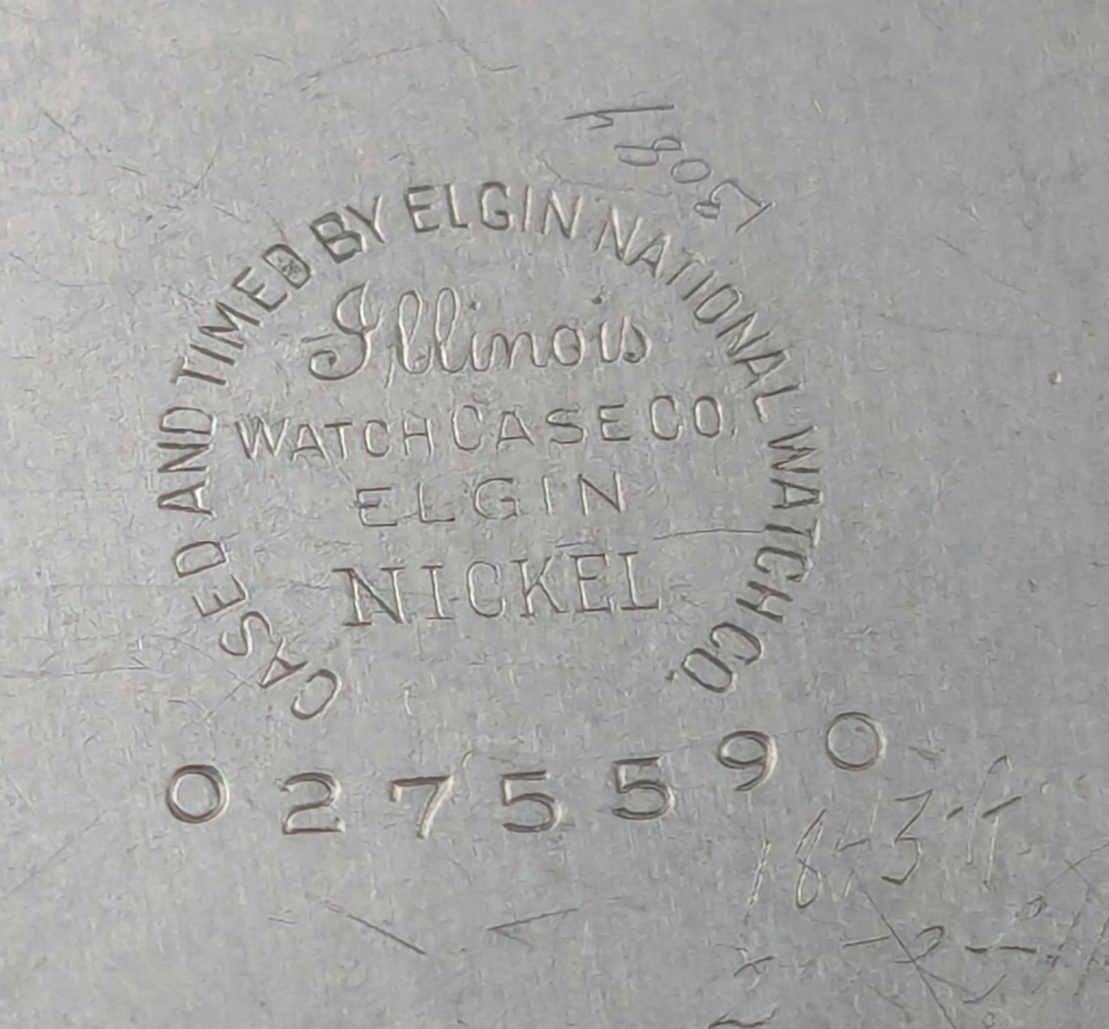 CASED AND TIMED BY ELGIN NATIONAL WATCH CO.
Illinois
WATCH CASE CO.
ELGIN
NICKEL
0275590